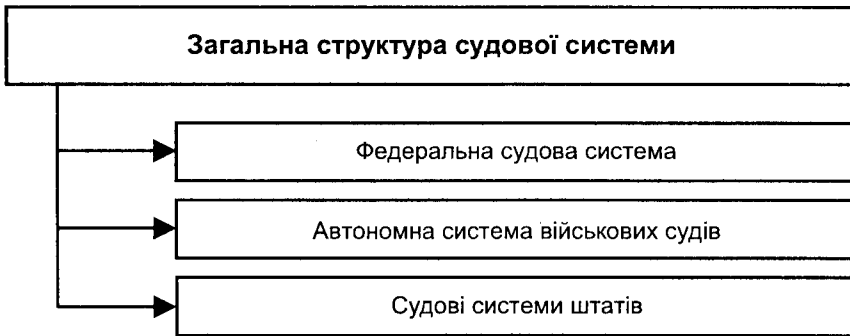 Загальна структура судової системи
Федеральна судова система
Автономна система військових судів
Судові системи штатів